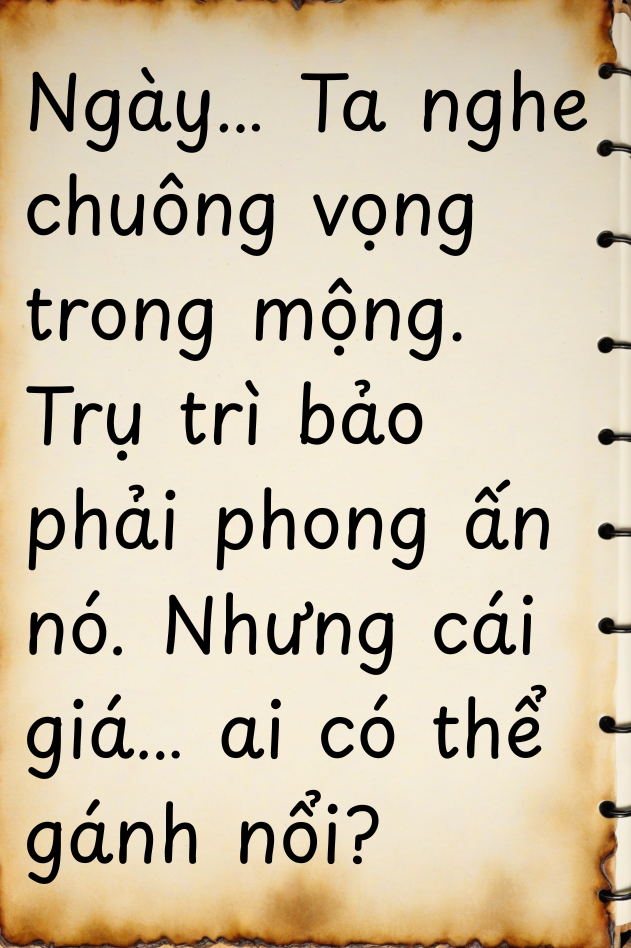 Ngày... Ta nghe
chuông vọng
trong mộng.
Trụ trì bảo
phải phong ấn
nó. Nhưng cái
giá... ai có thể
gánh nổi?